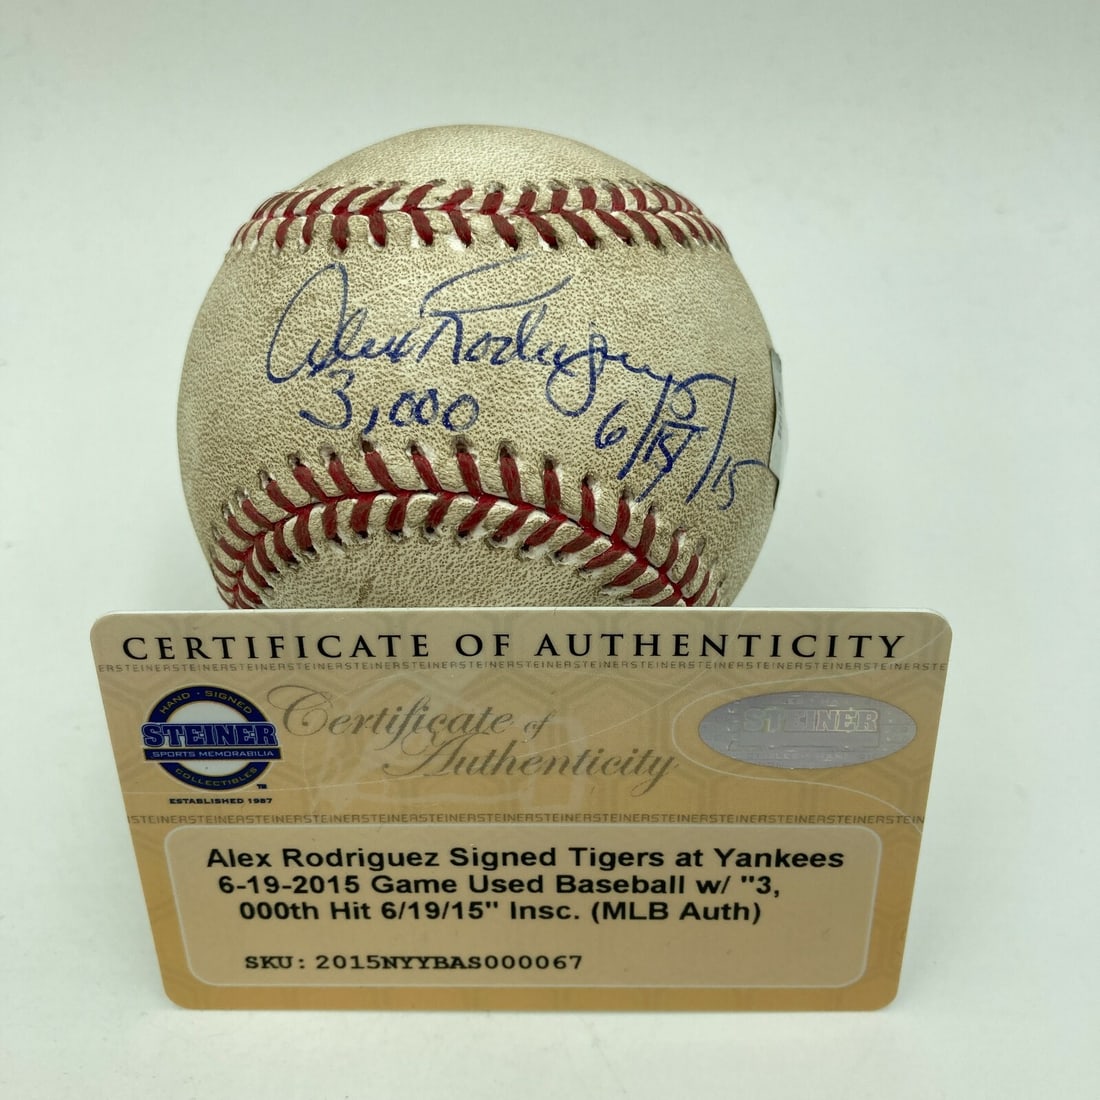 Alex Rodriguez
3,000
6/19/15
CERTIFICATE OF AUTHENTICITY
ERSTEINERSTEINERSTEINERSTEINERSTEINERSTEINERSTEINERSTEINERSTEINERSTEINERSTEINERSTEINERSTE
HAND · SIGNED
STEINER
SPORTS MEMORABILIA
COLLECTIBLES
TM
ESTABLISHED 1987
Certificate of
Authenticity
STEINER
Alex Rodriguez Signed Tigers at Yankees
6-19-2015 Game Used Baseball w/ "3,
000th Hit 6/19/15" Insc. (MLB Auth)
SKU: 2015NYYBAS000067